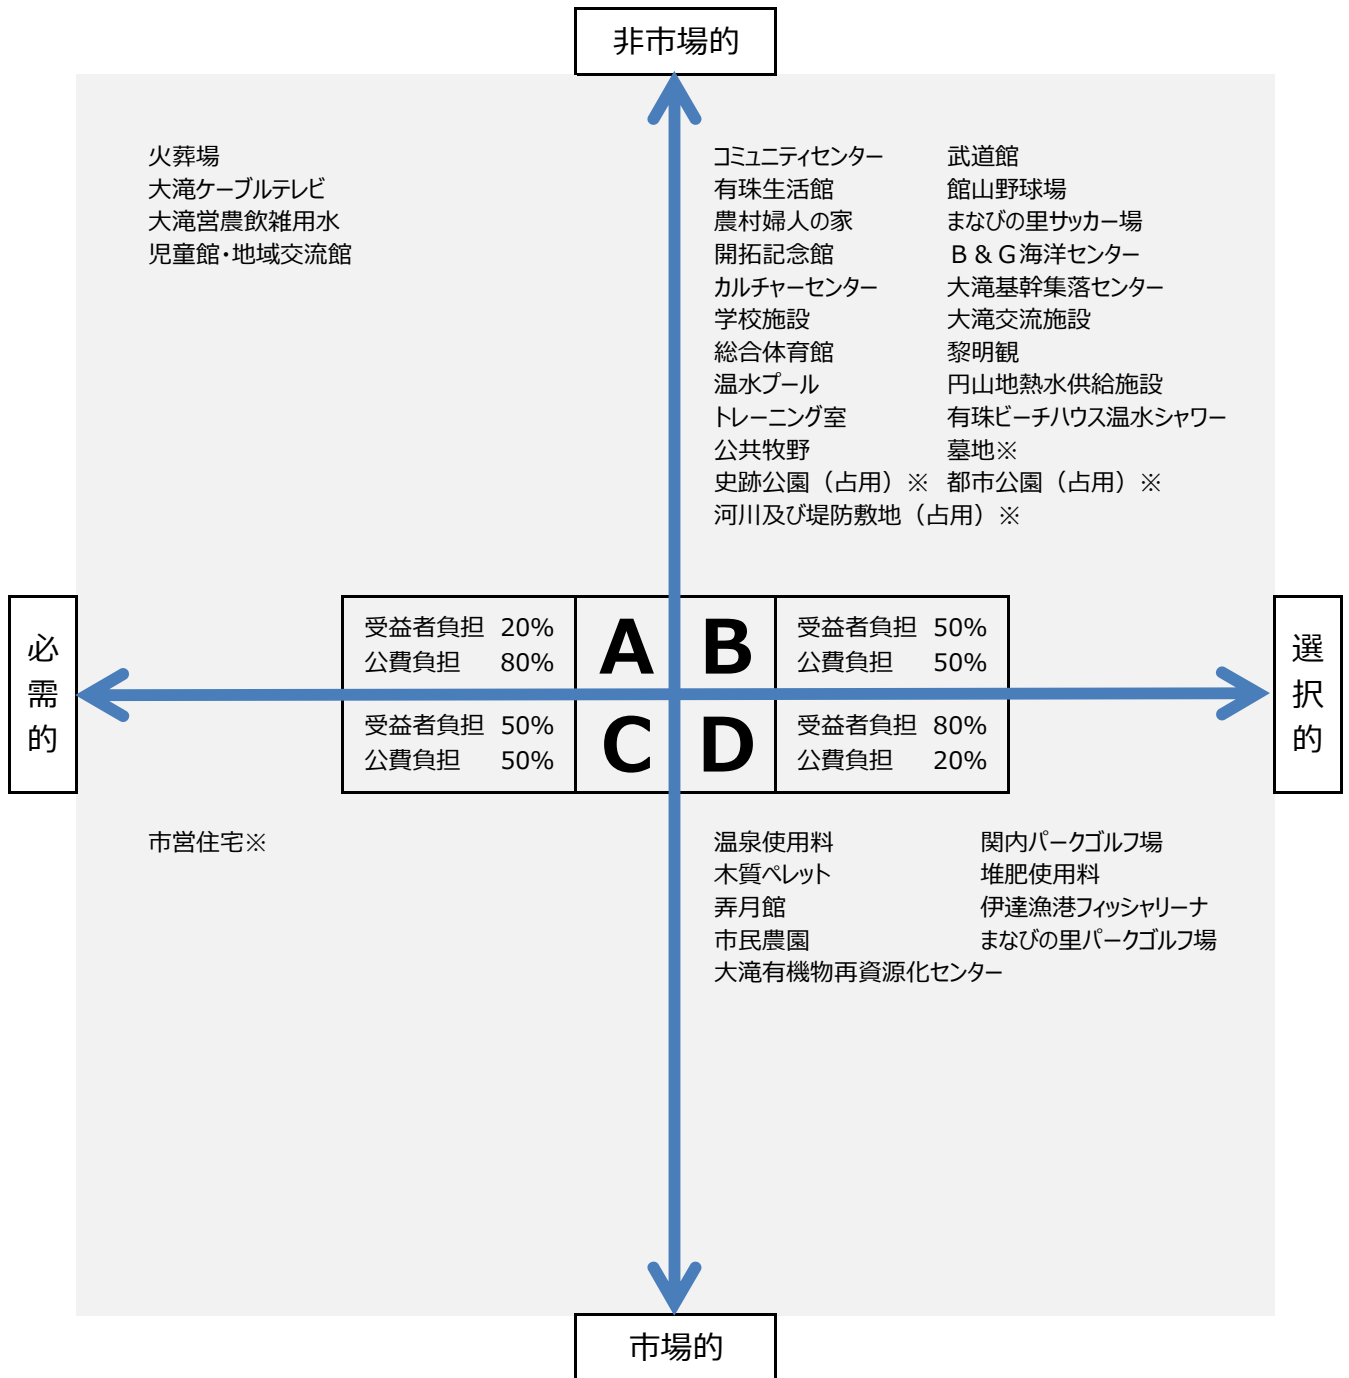 非市場的
火葬場
大滝ケーブルテレビ
大滝営農飲雑用水
児童館・地域交流館
コミュニティセンター 武道館
有珠生活館 館山野球場
農村婦人の家 まなびの里サッカー場
開拓記念館 B&G海洋センター
カルチャーセンター 大滝基幹集落センター
学校施設 大滝交流施設
総合体育館 黎明観
温水プール 円山地熱水供給施設
トレーニング室 有珠ビーチハウス温水シャワー
公共牧野 墓地※
史跡公園(占用)※ 都市公園(占用)※
河川及び堤防敷地(占用)※
必需的
受益者負担 20%
公費負担 80%
A
B
受益者負担 50%
公費負担 50%
選択的
受益者負担 50%
公費負担 50%
C
D
受益者負担 80%
公費負担 20%
市営住宅※
温泉使用料 関内パークゴルフ場
木質ペレット 堆肥使用料
弄月館 伊達漁港フィッシャリーナ
市民農園 まなびの里パークゴルフ場
大滝有機物再資源化センター
市場的